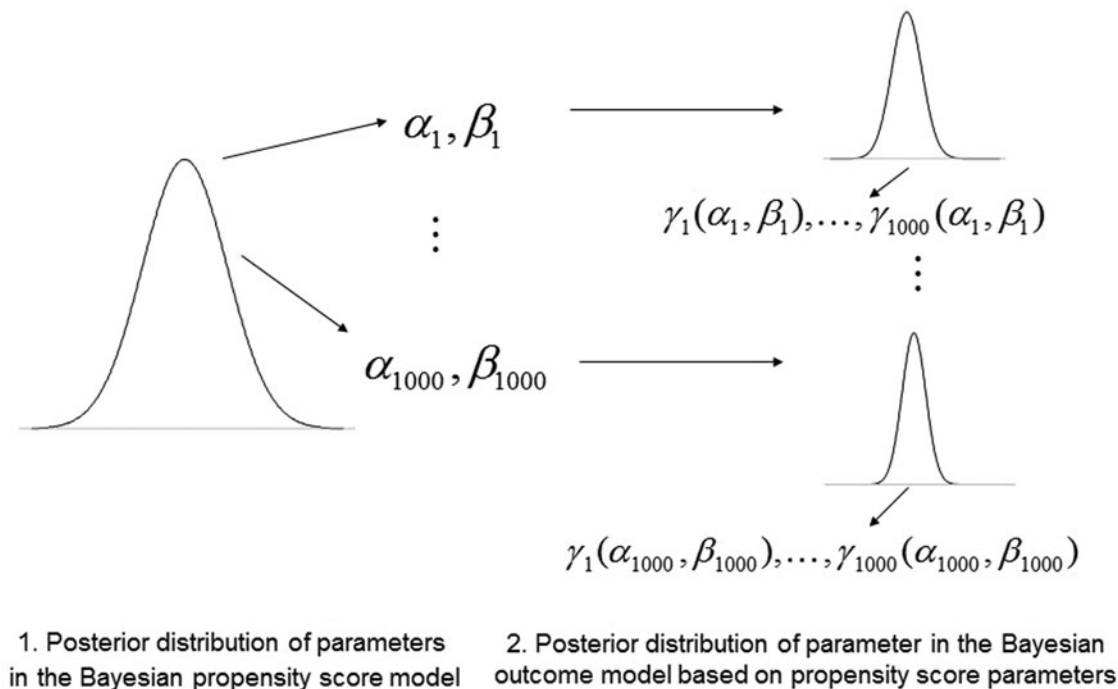 α₁, β₁
⋮
γ₁(α₁, β₁),…, γ₁₀₀₀(α₁, β₁)
⋮
α₁₀₀₀, β₁₀₀₀
γ₁(α₁₀₀₀, β₁₀₀₀),…, γ₁₀₀₀(α₁₀₀₀, β₁₀₀₀)
1. Posterior distribution of parameters
in the Bayesian propensity score model
2. Posterior distribution of parameter in the Bayesian
outcome model based on propensity score parameters